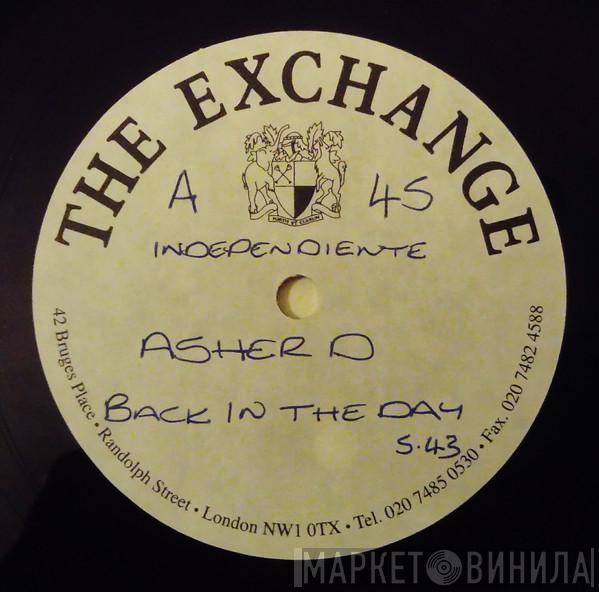 THE EXCHANGE
A 45
INDEPENDIENTE
ASHER D
BACK IN THE DAY
5.43
42 Bruges Place • Randolph Street • London NW1 0TX • Tel. 020 7485 0530 • Fax. 020 7482 4588
МАРКЕТ ВИНИЛА